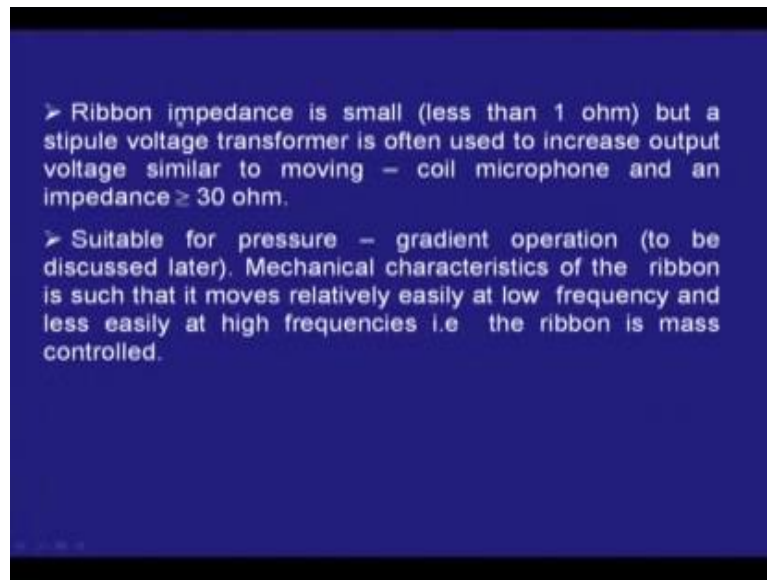 ➢ Ribbon impedance is small (less than 1 ohm) but a
stipule voltage transformer is often used to increase output
voltage similar to moving – coil microphone and an
impedance ≥ 30 ohm.
➢ Suitable for pressure – gradient operation (to be
discussed later). Mechanical characteristics of the ribbon
is such that it moves relatively easily at low frequency and
less easily at high frequencies i.e the ribbon is mass
controlled.